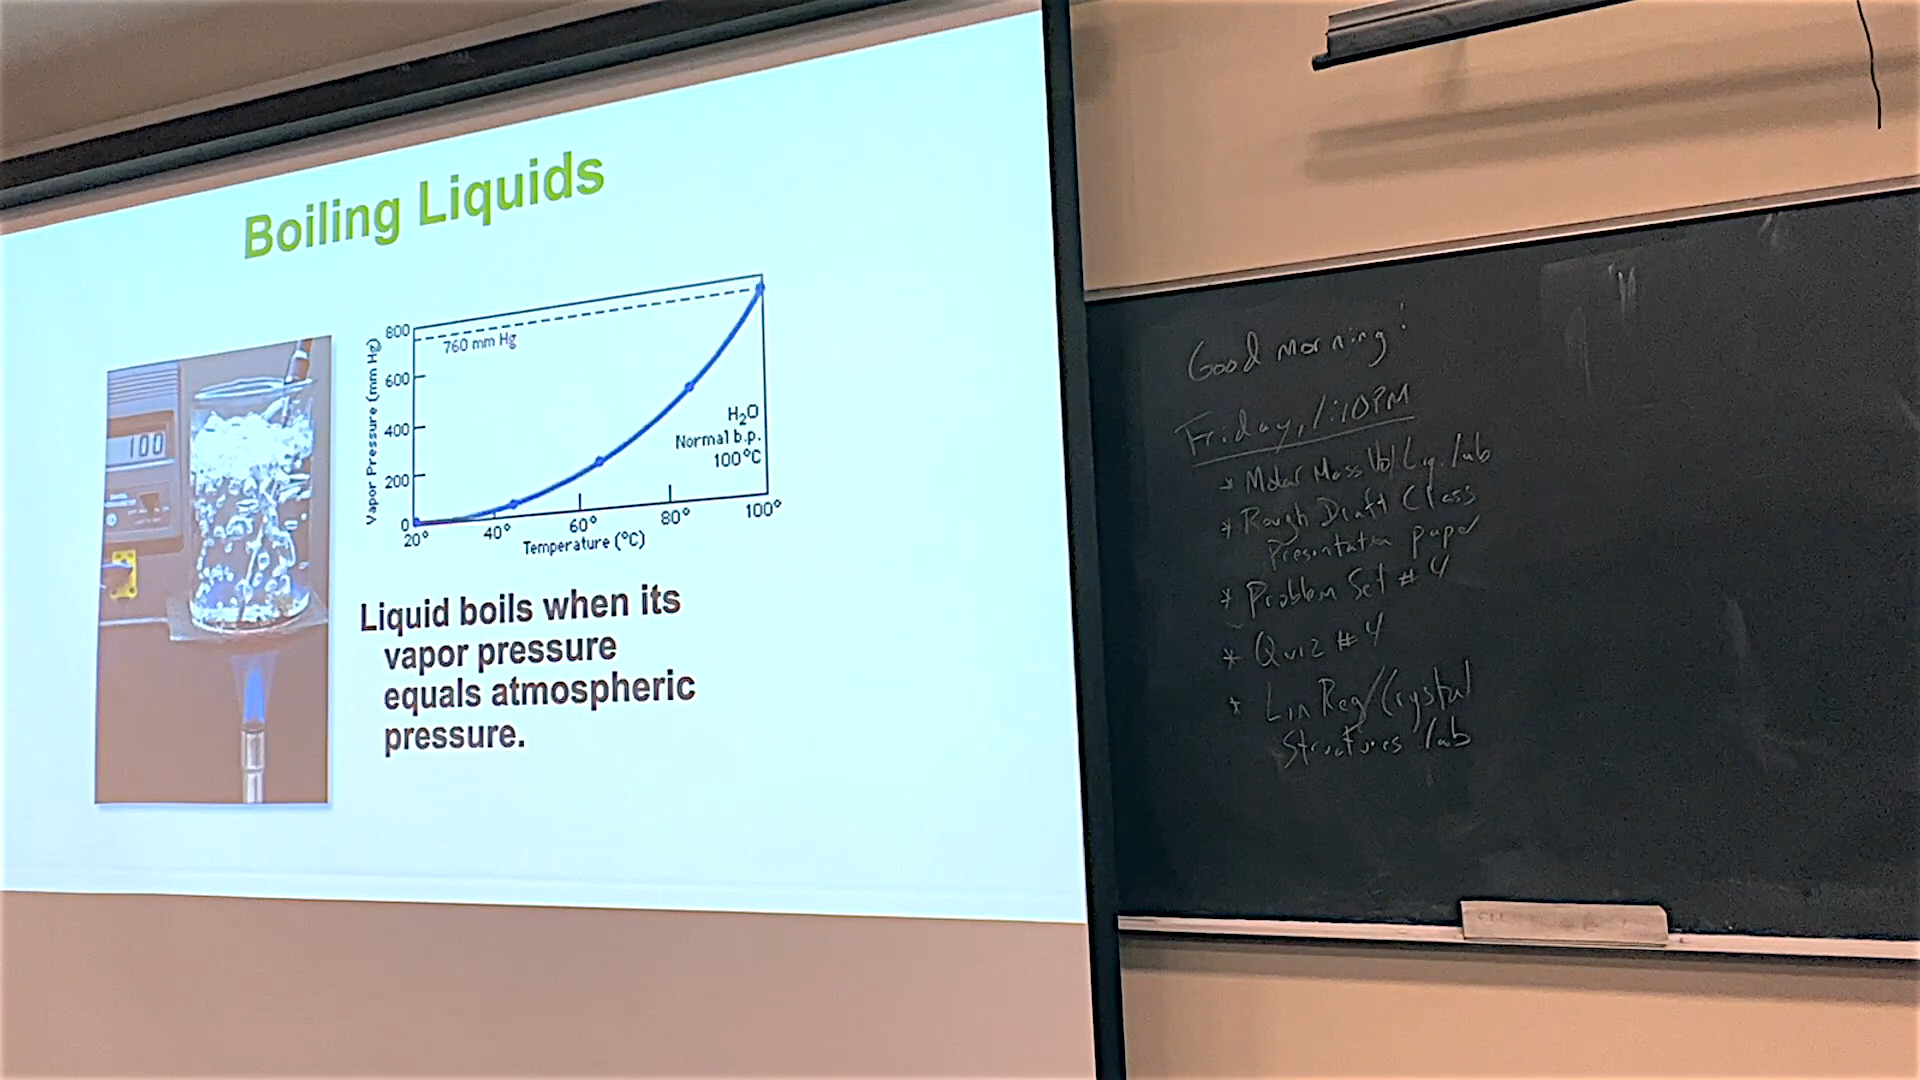 Boiling Liquids
100
Vapor Pressure (mm Hg)
800
600
400
200
0
760 mm Hg
H₂O
Normal b.p.
100°C
20° 40° 60° 80° 100°
Temperature (°C)
Liquid boils when its
vapor pressure
equals atmospheric
pressure.
Good morning!
Friday, 1:10PM
* Molar Mass Vol Liq. lab
* Rough Draft Class
Presentation paper
* Problem Set # 4
* Quiz # 4
* Lin Reg/Crystal
Structures lab